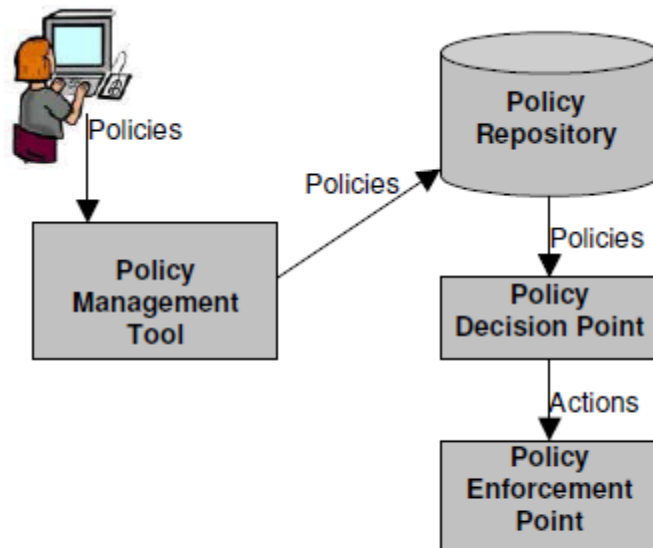 Policies
Policy
Management
Tool
Policies
Policy
Repository
Policies
Policy
Decision Point
Actions
Policy
Enforcement
Point